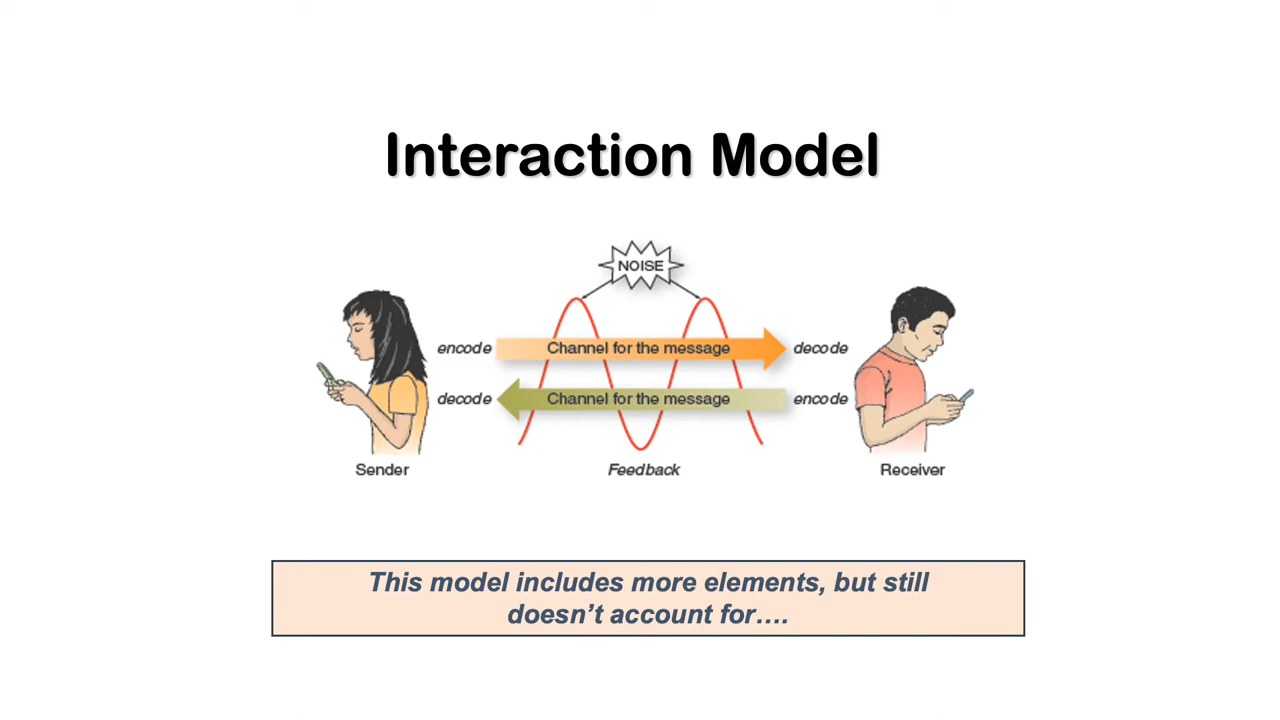 Interaction Model
NOISE
encode Channel for the message decode
decode Channel for the message encode
Sender Feedback Receiver
This model includes more elements, but still
doesn’t account for….